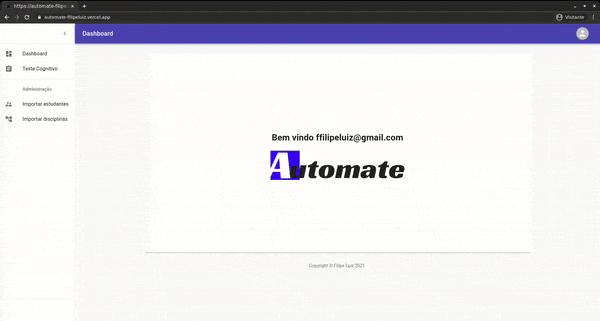 https://automate-filipe
automate-ffilipeluiz.vercel.app
Visitante
Dashboard
Dashboard
Teste Cognitivo
Administração
Importar estudantes
Importar disciplinas
Bem vindo ffilipeluiz@gmail.com
Automate
Copyright © Filipe Luiz 2021.